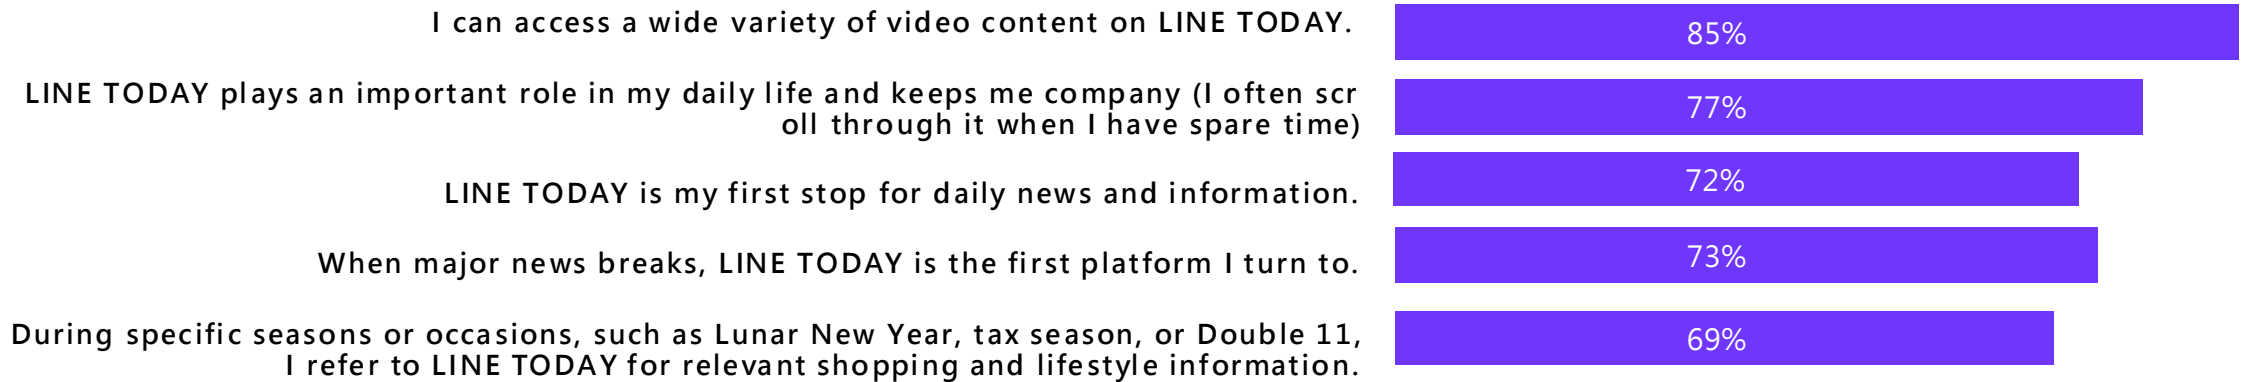 I can access a wide variety of video content on LINE TODAY.
85%
LINE TODAY plays an important role in my daily life and keeps me company (I often scr
oll through it when I have spare time)
77%
LINE TODAY is my first stop for daily news and information.
72%
When major news breaks, LINE TODAY is the first platform I turn to.
73%
During specific seasons or occasions, such as Lunar New Year, tax season, or Double 11,
I refer to LINE TODAY for relevant shopping and lifestyle information.
69%